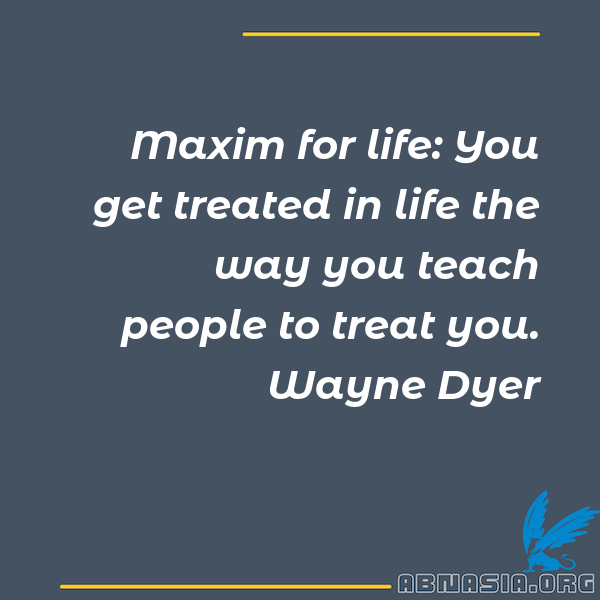 Maxim for life: You
get treated in life the
way you teach
people to treat you.
Wayne Dyer
ABNASIA.ORG